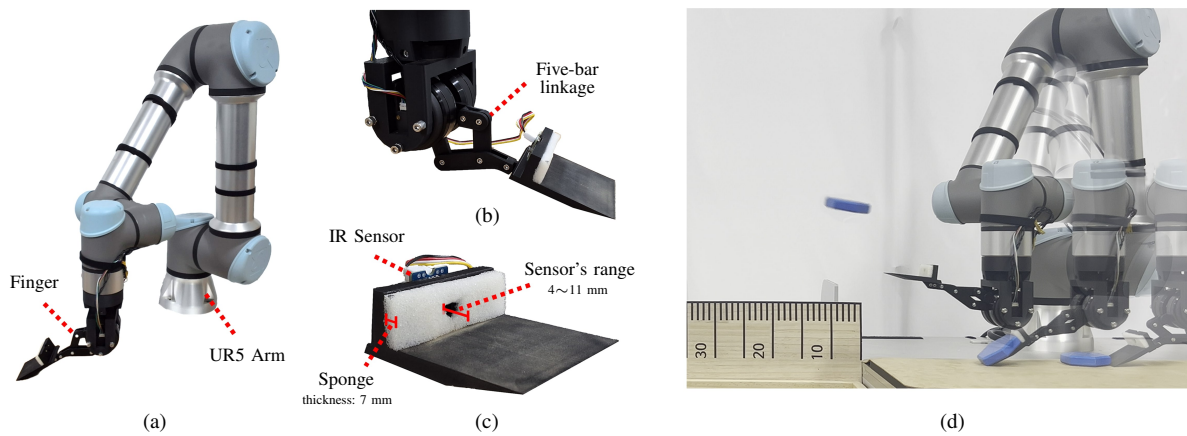 Finger
UR5 Arm
(a)
Five-bar
linkage
(b)
IR Sensor
Sensor's range
4∼11 mm
Sponge
thickness: 7 mm
(c)
30
20
10
(d)